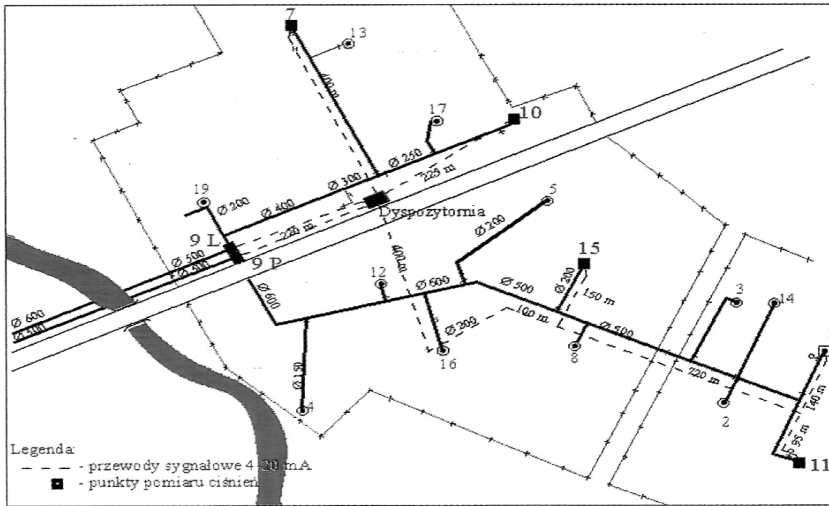 7
13
400 m
17
10
Ø 250
Ø 300
225 m
19
Ø 200
Ø 400
Dyspozytornia
5
9 L
226 m
Ø 500
9 P
400 m
Ø 200
15
12
Ø 600
Ø 600
Ø 500
Ø 200
150 m
3
14
Ø 600
Ø 500
100 m
Ø 500
Ø 200
16
8
720 m
Ø 150
4
2
140 m
95 m
11
Legenda:
- przewody sygnałowe 4-20 mA
- punkty pomiaru ciśnień